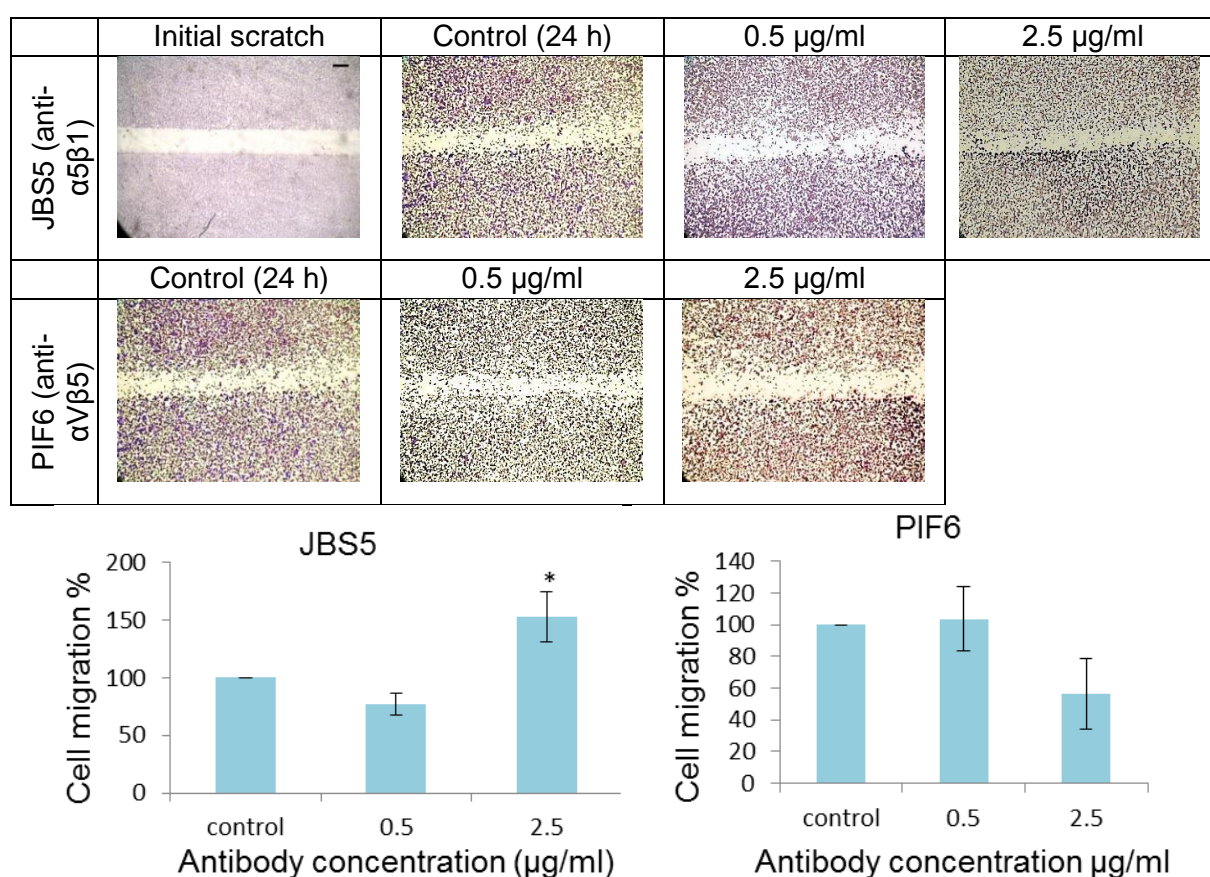 Initial scratch
Control (24 h)
0.5 µg/ml
2.5 µg/ml
JBS5 (anti-
α5β1)
Control (24 h)
0.5 µg/ml
2.5 µg/ml
PIF6 (anti-
αVβ5)
JBS5
200
150
100
50
0
*
Cell migration %
control
0.5
2.5
Antibody concentration (µg/ml)
PIF6
140
120
100
80
60
40
20
0
Cell migration %
control
0.5
2.5
Antibody concentration µg/ml